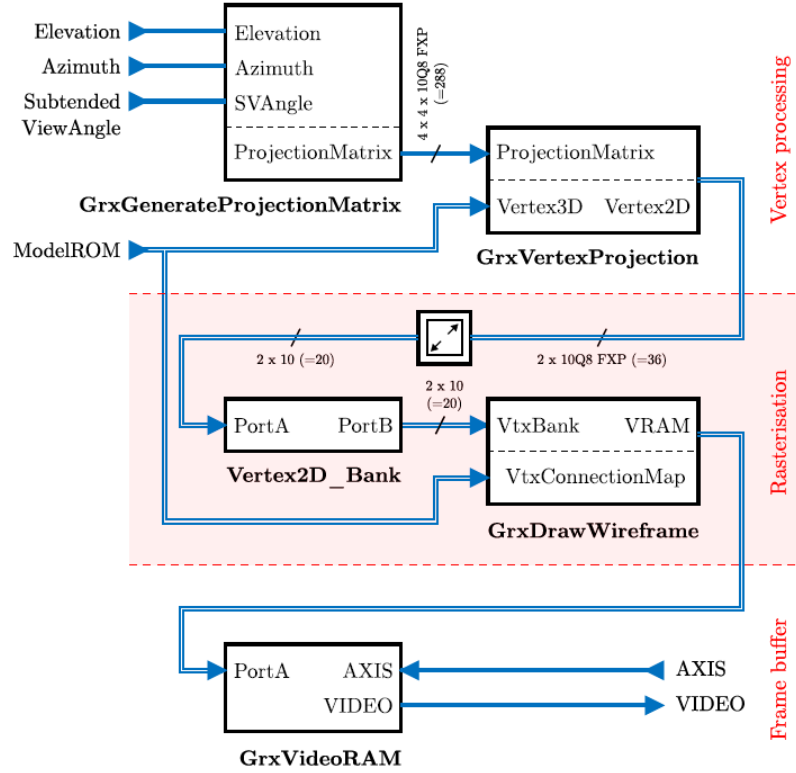 Elevation
Azimuth
Subtended
ViewAngle
Elevation
Azimuth
SVAngle
ProjectionMatrix
GrxGenerateProjectionMatrix
4 x 4 x 10Q8 FXP
(=288)
ProjectionMatrix
Vertex3D Vertex2D
GrxVertexProjection
Vertex processing
ModelROM
2 x 10 (=20)
2 x 10Q8 FXP (=36)
2 x 10
(=20)
PortA PortB
Vertex2D_Bank
VtxBank VRAM
VtxConnectionMap
GrxDrawWireframe
Rasterisation
PortA AXIS
VIDEO
GrxVideoRAM
AXIS
VIDEO
Frame buffer